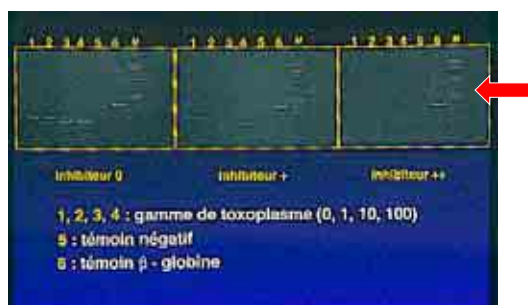 1 2 3 4 5 6 M 1 2 3 4 5 6 M 1 2 3 4 5 6 M
Inhibiteur 0 Inhibiteur + Inhibiteur ++
1, 2, 3, 4 : gamme de toxoplasme (0, 1, 10, 100)
5 : témoin négatif
6 : témoin β - globine